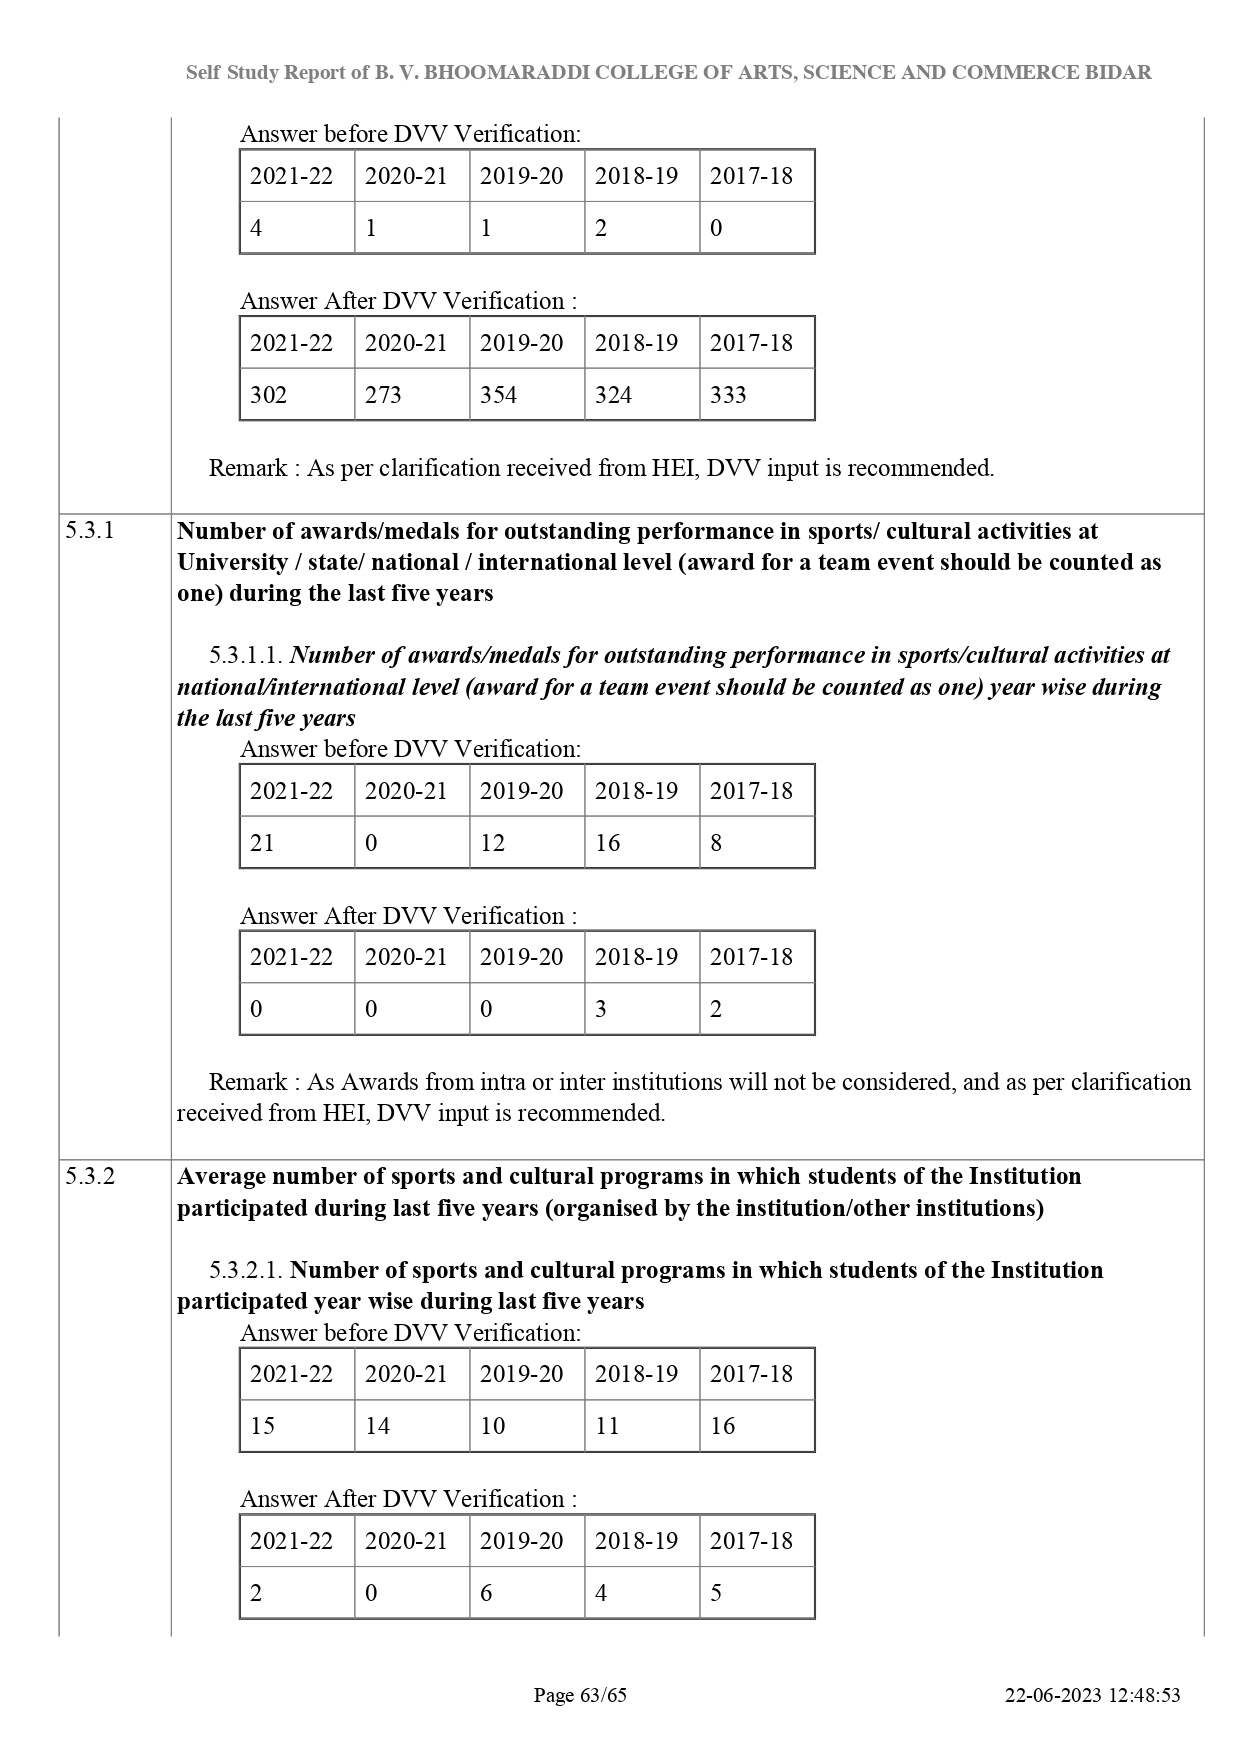 Self Study Report of B. V. BHOOMARADDI COLLEGE OF ARTS, SCIENCE AND COMMERCE BIDAR
Answer before DVV Verification:
2021-22 2020-21 2019-20 2018-19 2017-18
4 1 1 2 0
Answer After DVV Verification :
2021-22 2020-21 2019-20 2018-19 2017-18
302 273 354 324 333
Remark : As per clarification received from HEI, DVV input is recommended.
5.3.1 Number of awards/medals for outstanding performance in sports/ cultural activities at
University / state/ national / international level (award for a team event should be counted as
one) during the last five years
5.3.1.1. Number of awards/medals for outstanding performance in sports/cultural activities at
national/international level (award for a team event should be counted as one) year wise during
the last five years
Answer before DVV Verification:
2021-22 2020-21 2019-20 2018-19 2017-18
21 0 12 16 8
Answer After DVV Verification :
2021-22 2020-21 2019-20 2018-19 2017-18
0 0 0 3 2
Remark : As Awards from intra or inter institutions will not be considered, and as per clarification
received from HEI, DVV input is recommended.
5.3.2 Average number of sports and cultural programs in which students of the Institution
participated during last five years (organised by the institution/other institutions)
5.3.2.1. Number of sports and cultural programs in which students of the Institution
participated year wise during last five years
Answer before DVV Verification:
2021-22 2020-21 2019-20 2018-19 2017-18
15 14 10 11 16
Answer After DVV Verification :
2021-22 2020-21 2019-20 2018-19 2017-18
2 0 6 4 5
Page 63/65 22-06-2023 12:48:53